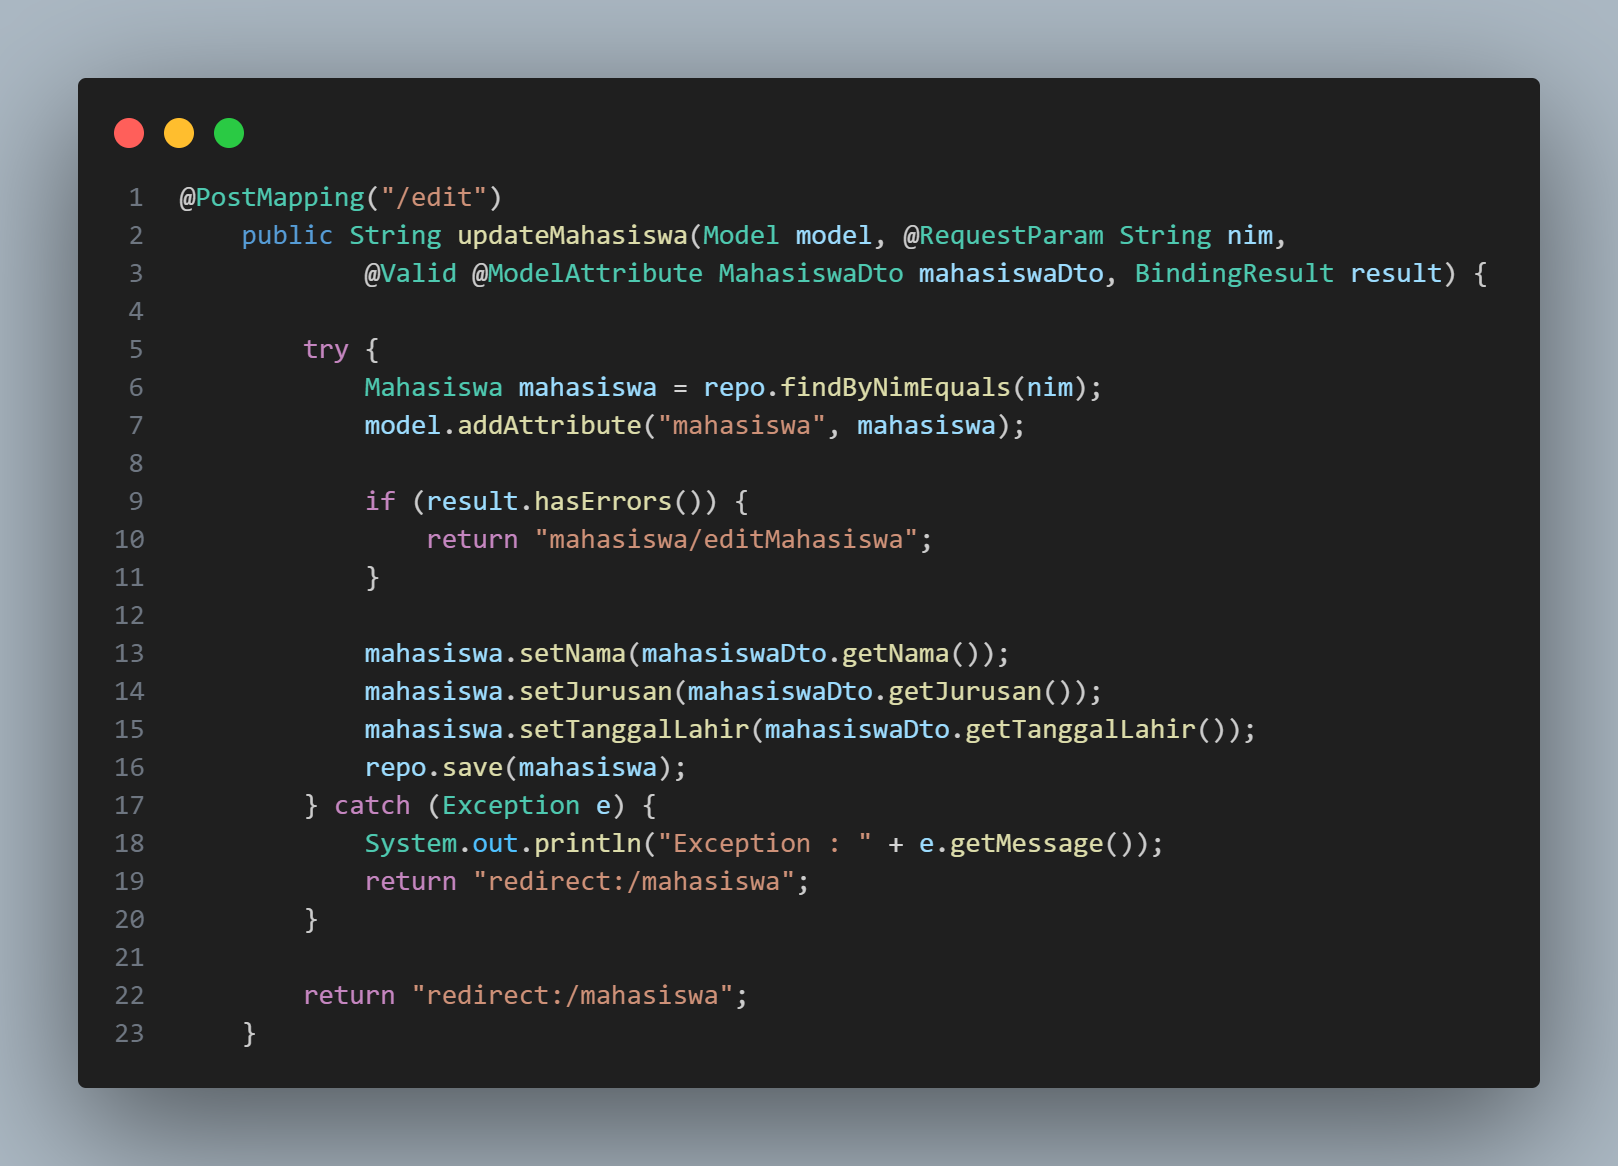 1 @PostMapping("/edit")
2 public String updateMahasiswa(Model model, @RequestParam String nim,
3 @Valid @ModelAttribute MahasiswaDto mahasiswaDto, BindingResult result) {
4
5 try {
6 Mahasiswa mahasiswa = repo.findByNimEquals(nim);
7 model.addAttribute("mahasiswa", mahasiswa);
8
9 if (result.hasErrors()) {
10 return "mahasiswa/editMahasiswa";
11 }
12
13 mahasiswa.setNama(mahasiswaDto.getNama());
14 mahasiswa.setJurusan(mahasiswaDto.getJurusan());
15 mahasiswa.setTanggalLahir(mahasiswaDto.getTanggalLahir());
16 repo.save(mahasiswa);
17 } catch (Exception e) {
18 System.out.println("Exception : " + e.getMessage());
19 return "redirect:/mahasiswa";
20 }
21
22 return "redirect:/mahasiswa";
23 }